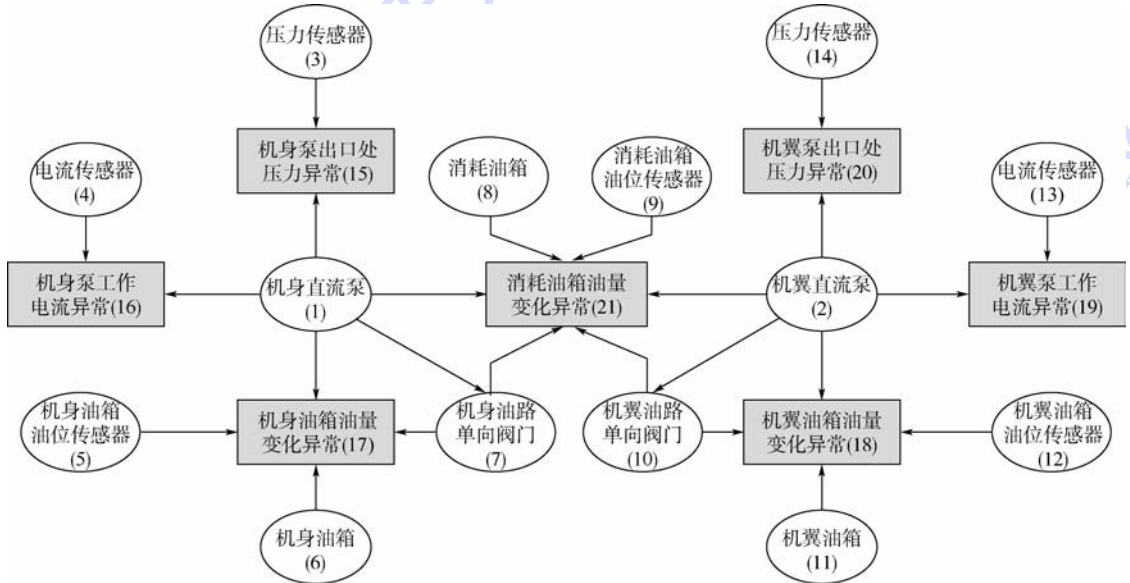 压力传感器
(3)
压力传感器
(14)
机身泵出口处
压力异常(15)
消耗油箱
(8)
消耗油箱
油位传感器
(9)
机翼泵出口处
压力异常(20)
电流传感器
(4)
电流传感器
(13)
机身泵工作
电流异常(16)
机身直流泵
(1)
消耗油箱油量
变化异常(21)
机翼直流泵
(2)
机翼泵工作
电流异常(19)
机身油箱
油位传感器
(5)
机身油箱油量
变化异常(17)
机身油路
单向阀门
(7)
机翼油路
单向阀门
(10)
机翼油箱油量
变化异常(18)
机翼油箱
油位传感器
(12)
机身油箱
(6)
机翼油箱
(11)